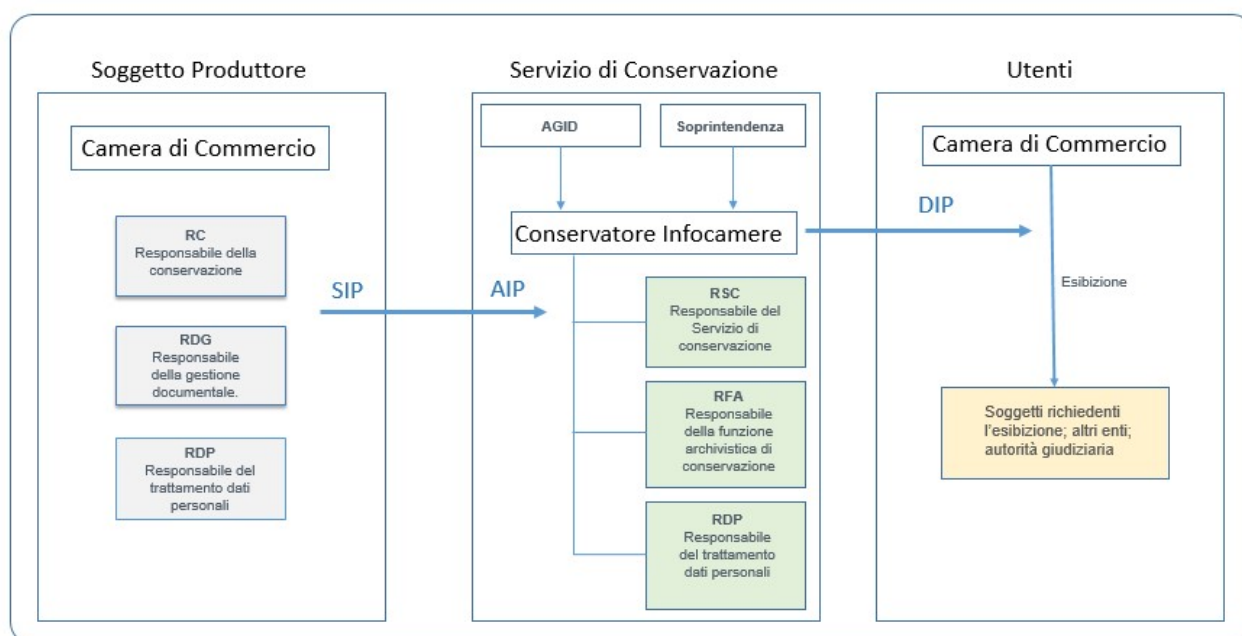 Soggetto Produttore
Camera di Commercio
RC
Responsabile della
conservazione
RDG
Responsabile
della gestione
documentale.
RDP
Responsabile del
trattamento dati
personali
SIP
Servizio di Conservazione
AGID
Soprintendenza
Conservatore Infocamere
AIP
RSC
Responsabile del
Servizio di
conservazione
RFA
Responsabile
della funzione
archivistica di
conservazione
RDP
Responsabile
del trattamento
dati personali
DIP
Utenti
Camera di Commercio
Esibizione
Soggetti richiedenti
l'esibizione; altri enti;
autorità giudiziaria